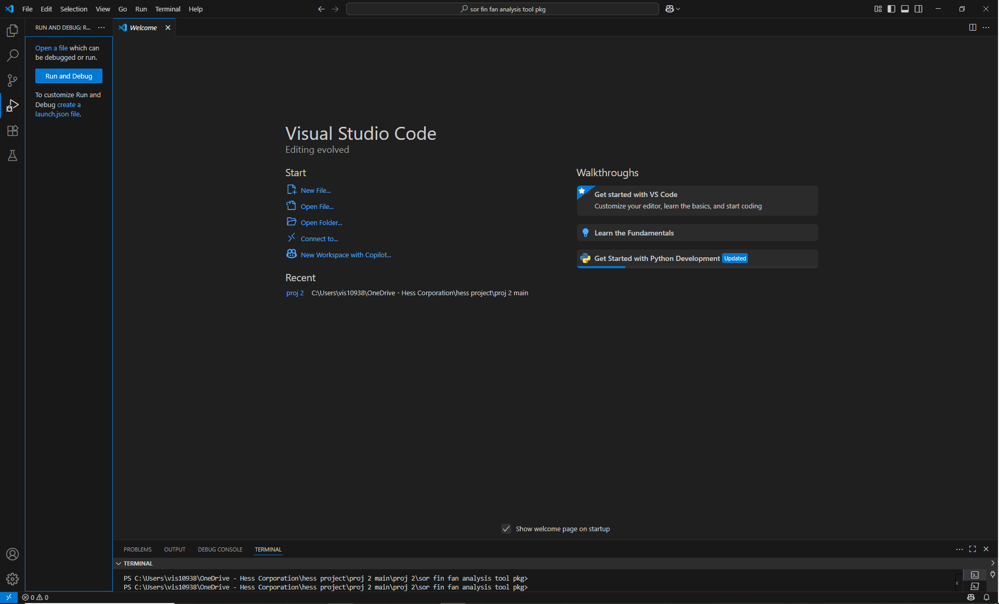 File Edit Selection View Go Run Terminal Help
sor fin fan analysis tool pkg
RUN AND DEBUG: R...
Welcome
Open a file which can
be debugged or run.
Run and Debug
To customize Run and
Debug create a
launch.json file.
Visual Studio Code
Editing evolved
Start
New File...
Open File...
Open Folder...
Connect to...
New Workspace with Copilot...
Recent
proj 2 C:\Users\vis10938\OneDrive - Hess Corporation\hess project\proj 2 main
Walkthroughs
Get started with VS Code
Customize your editor, learn the basics, and start coding
Learn the Fundamentals
Get Started with Python Development Updated
Show welcome page on startup
PROBLEMS OUTPUT DEBUG CONSOLE TERMINAL
TERMINAL
PS C:\Users\vis10938\OneDrive - Hess Corporation\hess project\proj 2 main\proj 2\sor fin fan analysis tool pkg>
PS C:\Users\vis10938\OneDrive - Hess Corporation\hess project\proj 2 main\proj 2\sor fin fan analysis tool pkg>
0 0